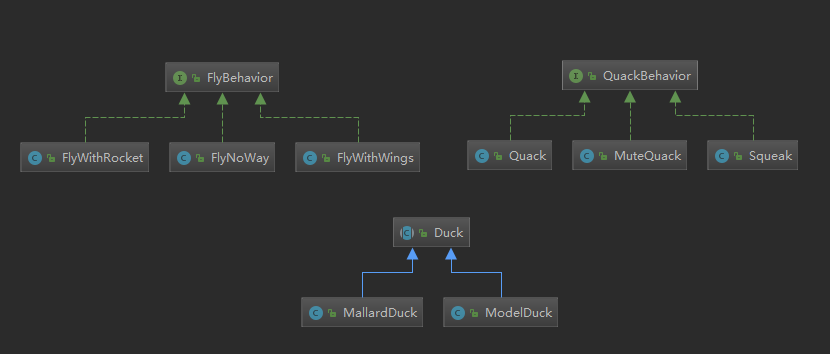 FlyBehavior
QuackBehavior
FlyWithRocket
FlyNoWay
FlyWithWings
Quack
MuteQuack
Squeak
Duck
MallardDuck
ModelDuck